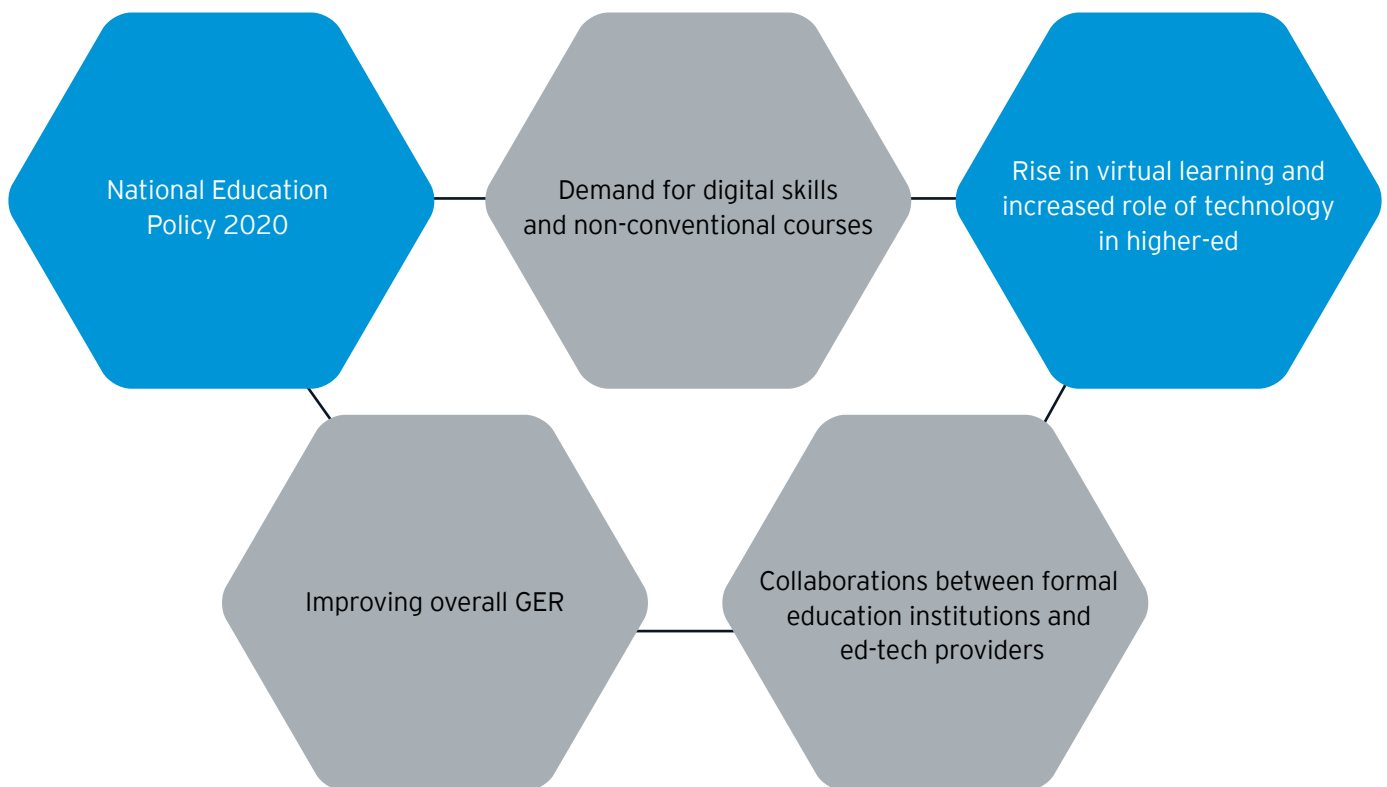 National Education
Policy 2020
Demand for digital skills
and non-conventional courses
Rise in virtual learning and
increased role of technology
in higher-ed
Improving overall GER
Collaborations between formal
education institutions and
ed-tech providers